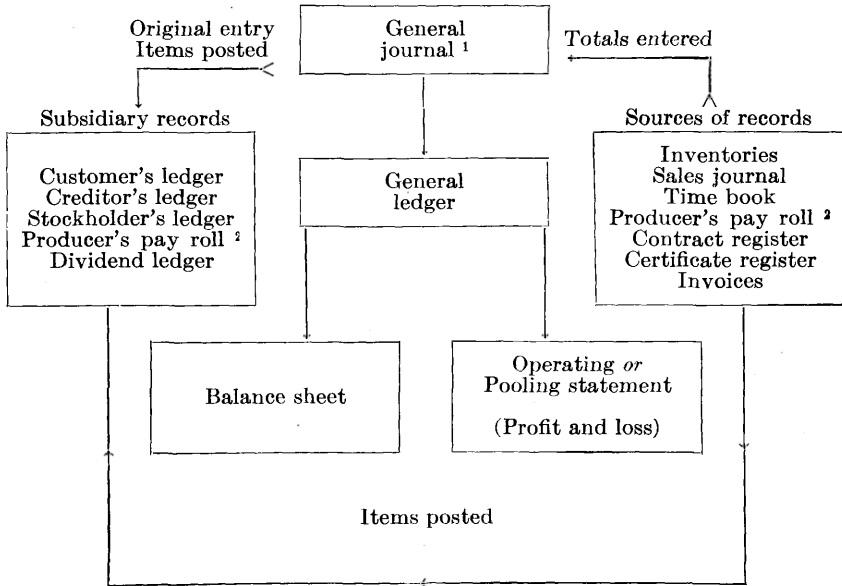 Original entry
Items posted
General
journal ¹
Totals entered
Subsidiary records
Sources of records
Customer's ledger
Creditor's ledger
Stockholder's ledger
Producer's pay roll ²
Dividend ledger
General
ledger
Inventories
Sales journal
Time book
Producer's pay roll ²
Contract register
Certificate register
Invoices
Balance sheet
Operating or
Pooling statement
(Profit and loss)
Items posted